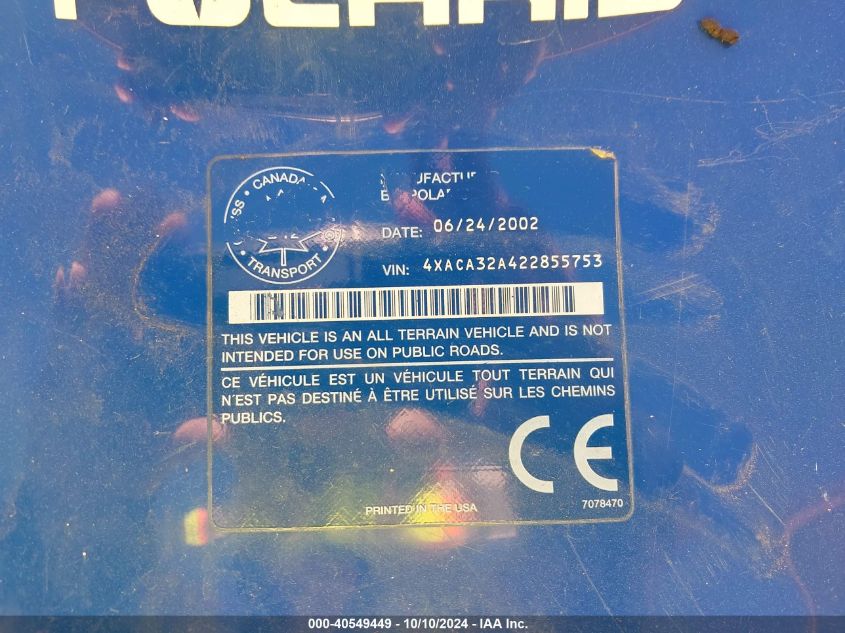 CANADA
TRANSPORT
DATE: 06/24/2002
VIN: 4XACA32A422855753
THIS VEHICLE IS AN ALL TERRAIN VEHICLE AND IS NOT
INTENDED FOR USE ON PUBLIC ROADS.
CE VÉHICULE EST UN VÉHICULE TOUT TERRAIN QUI
N'EST PAS DESTINÉ À ÊTRE UTILISÉ SUR LES CHEMINS
PUBLICS.
CE
PRINTED IN THE USA
7078470
000-40549449 - 10/10/2024 - IAA Inc.